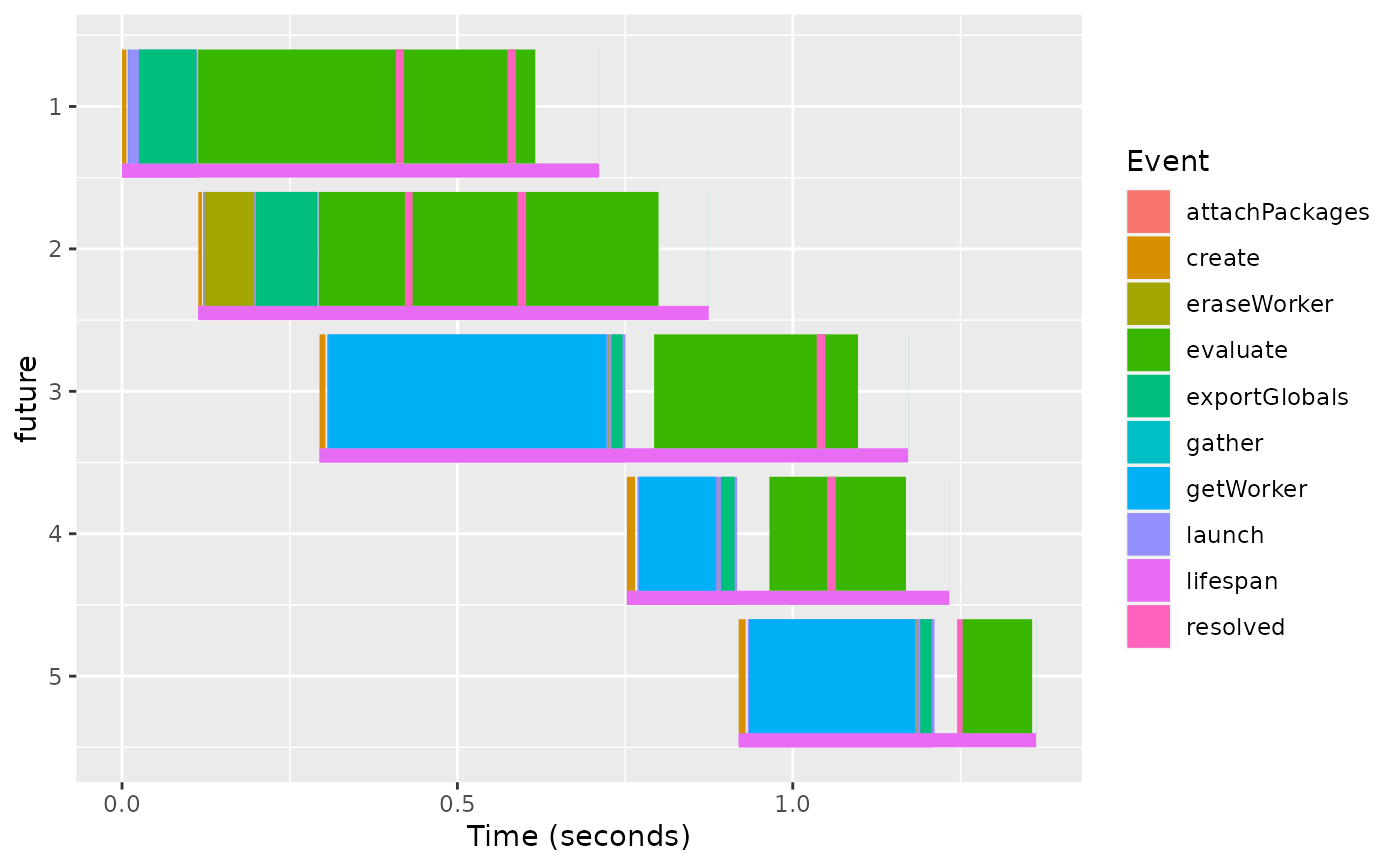 future
1
2
3
4
5
0.0
0.5
1.0
Time (seconds)
Event
attachPackages
create
eraseWorker
evaluate
exportGlobals
gather
getWorker
launch
lifespan
resolved